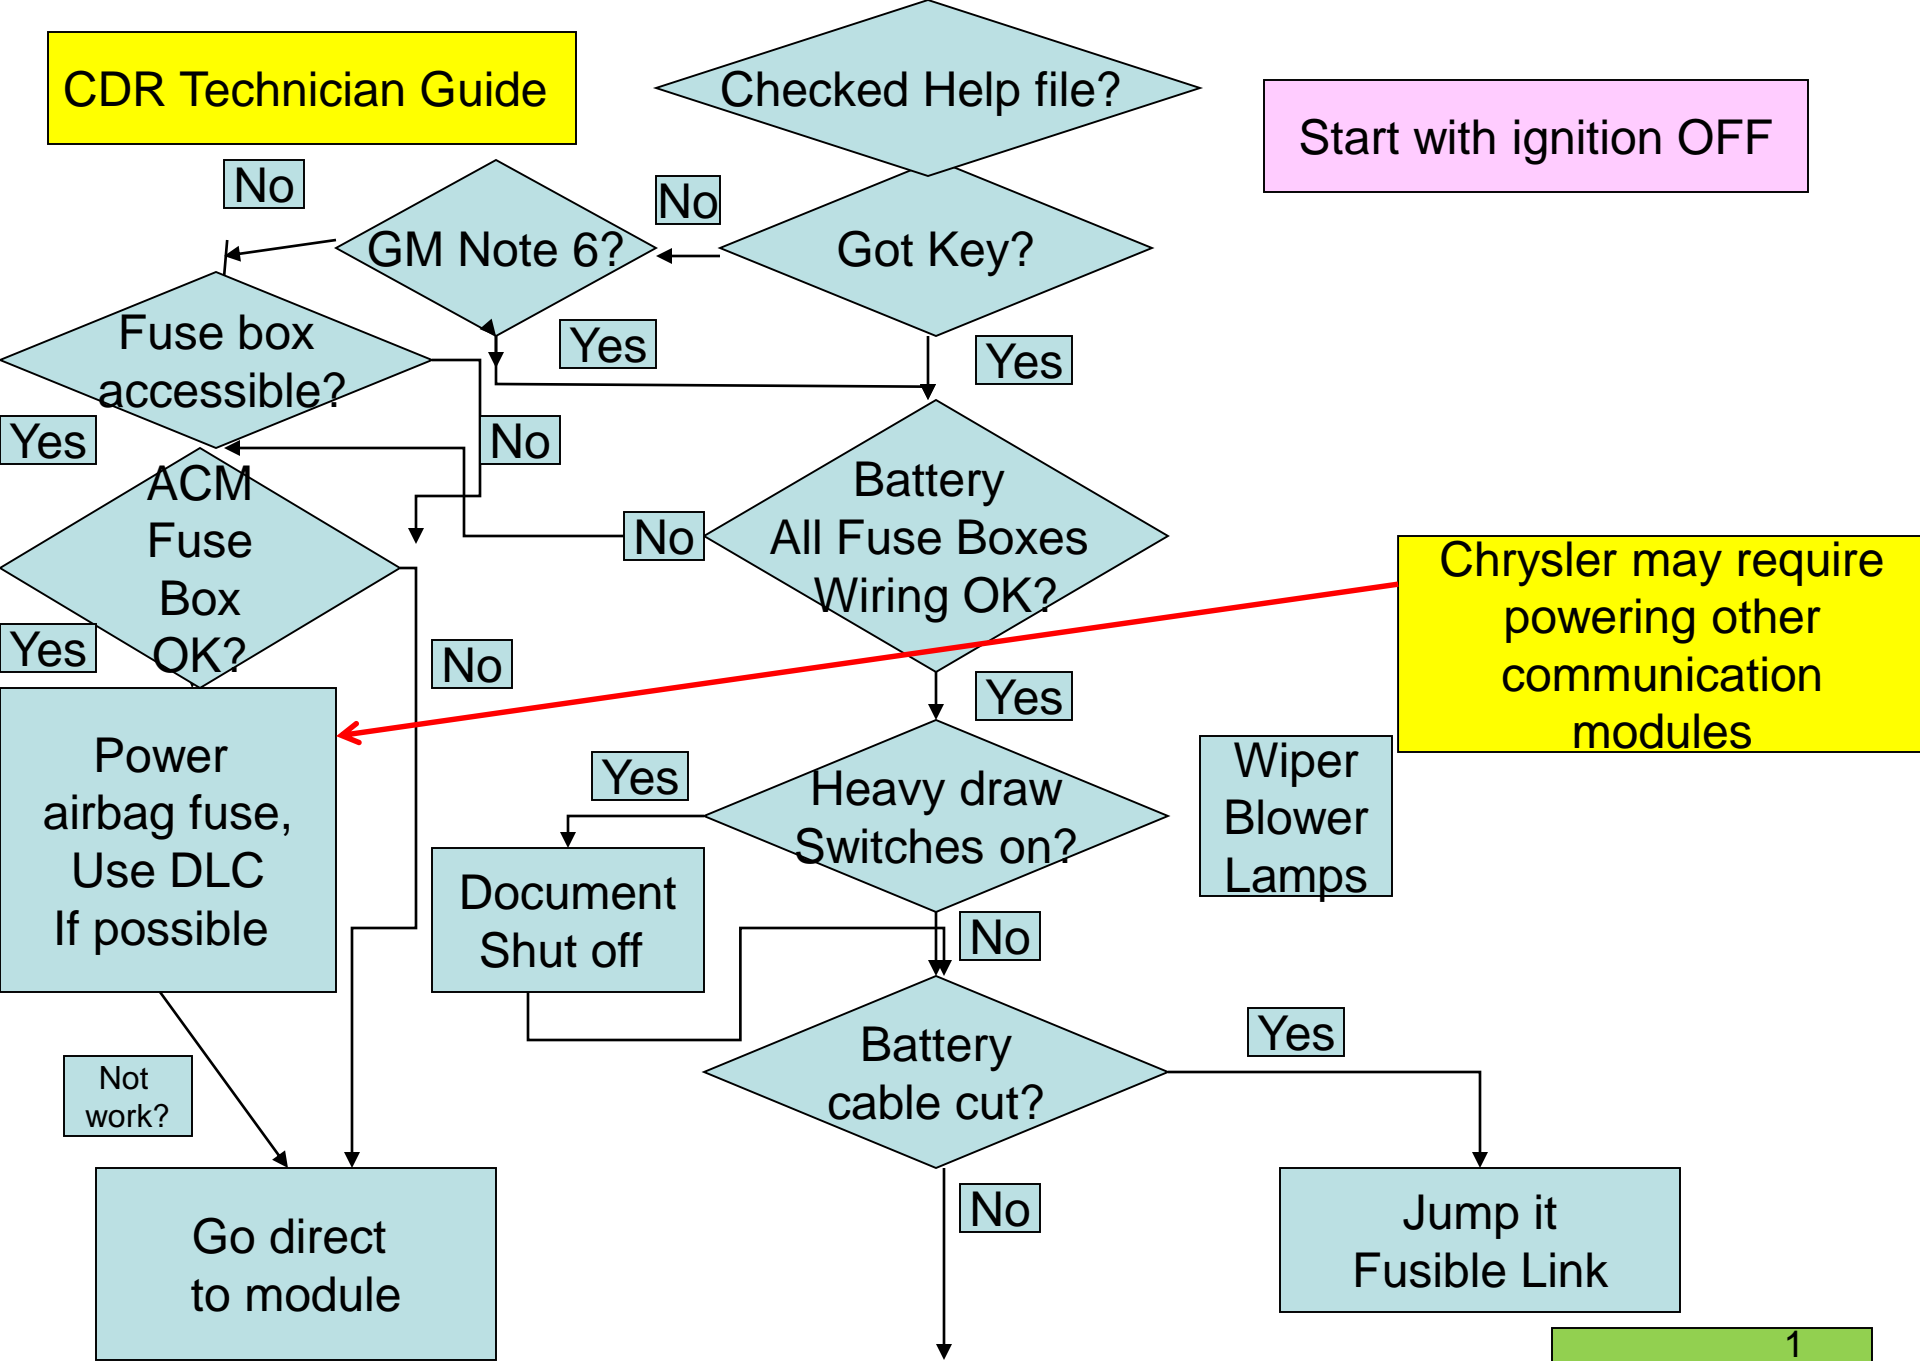 CDR Technician Guide
Checked Help file?
Start with ignition OFF
No
No
GM Note 6?
Got Key?
Fuse box
accessible?
Yes
Yes
Yes
No
ACM
Fuse
Box
OK?
Battery
All Fuse Boxes
Wiring OK?
No
Chrysler may require
powering other
communication
modules
Yes
No
Yes
Power
airbag fuse,
Use DLC
If possible
Yes
Heavy draw
Switches on?
Wiper
Blower
Lamps
Document
Shut off
No
Battery
cable cut?
Yes
Not
work?
No
Go direct
to module
Jump it
Fusible Link
1